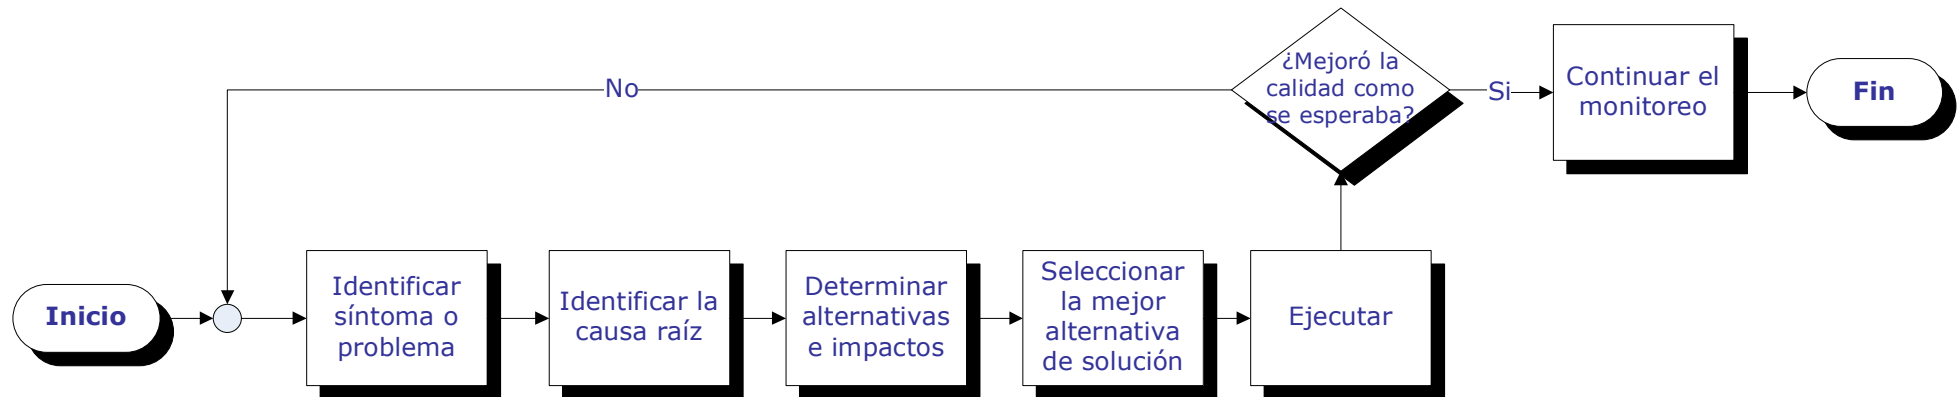 Inicio
Identificar
síntoma o
problema
Identificar la
causa raíz
Determinar
alternativas
e impactos
Seleccionar
la mejor
alternativa
de solución
Ejecutar
¿Mejoró la
calidad como
se esperaba?
No
Si
Continuar el
monitoreo
Fin